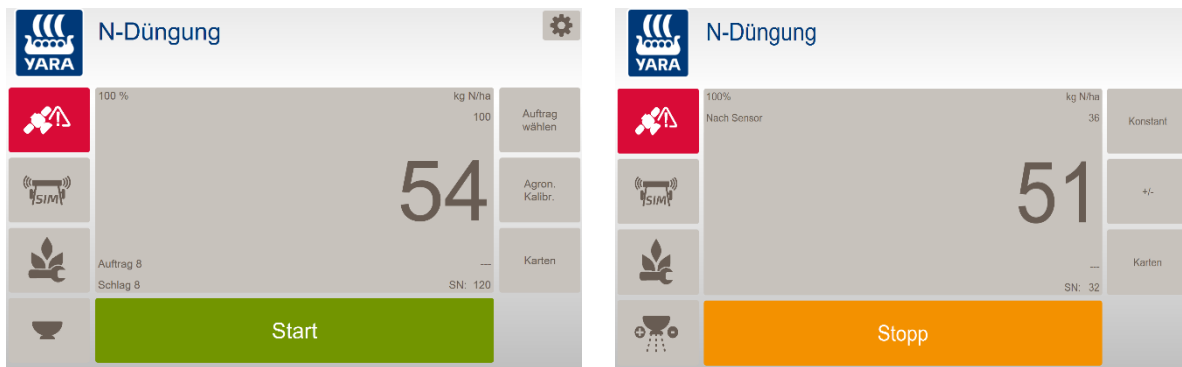 YARA
N-Düngung
100 %
kg N/ha
100
Auftrag
wählen
SIM
54
Agron.
Kalibr.
Auftrag 8
---
Karten
Schlag 8
SN: 120
Start
YARA
N-Düngung
100%
kg N/ha
Nach Sensor
36
Konstant
SIM
51
+/-
---
Karten
SN: 32
Stopp